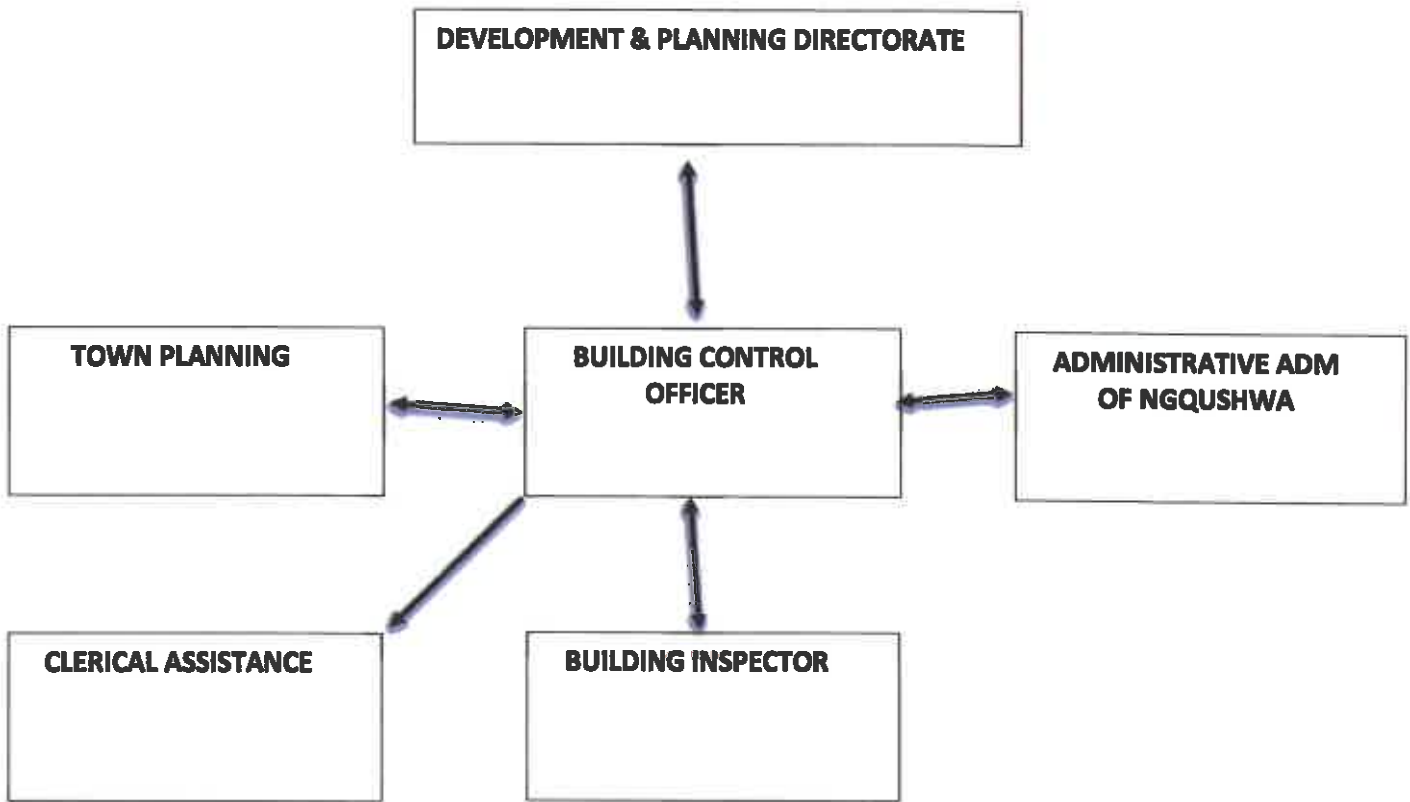 DEVELOPMENT & PLANNING DIRECTORATE
TOWN PLANNING
BUILDING CONTROL
OFFICER
ADMINISTRATIVE ADM
OF NGQUSHWA
CLERICAL ASSISTANCE
BUILDING INSPECTOR